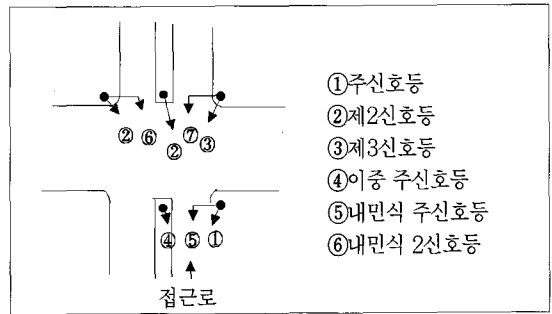 ② ⑥ ② ⑦ ③
④ ⑤ ①
접근로
①주신호등
②제2신호등
③제3신호등
④이중 주신호등
⑤내민식 주신호등
⑥내민식 2신호등